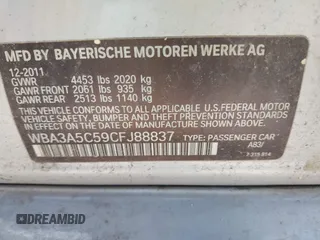 MFD BY BAYERISCHE MOTOREN WERKE AG
12-2011
GVWR 4453 lbs 2020 kg
GAWR FRONT 2061 lbs 935 kg
GAWR REAR 2513 lbs 1140 kg
THIS VEHICLE CONFORMS TO ALL APPLICABLE U.S.FEDERAL MOTOR
VEHICLE SAFETY, BUMPER, AND THEFT PREVENTION STANDARDS
IN EFFECT ON THE DATE OF MANUFACTURE SHOWN ABOVE.
WBA3A5C59CFJ88837 TYPE: PASSENGER CAR
A83/
AUTOBIDMASTER